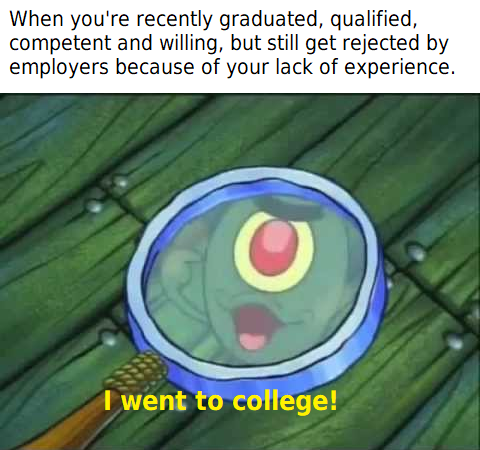 When you're recently graduated, qualified,
competent and willing, but still get rejected by
employers because of your lack of experience.
I went to college!